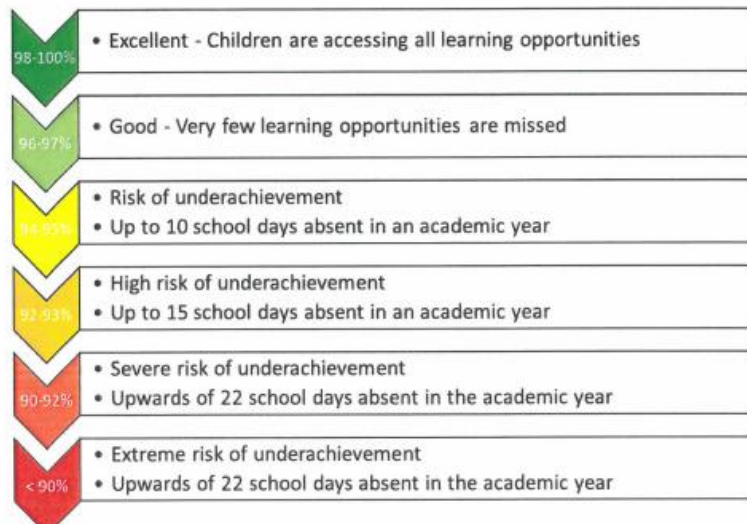 98-100%
• Excellent - Children are accessing all learning opportunities
96-97%
• Good - Very few learning opportunities are missed
94-95%
• Risk of underachievement
• Up to 10 school days absent in an academic year
92-93%
• High risk of underachievement
• Up to 15 school days absent in an academic year
90-92%
• Severe risk of underachievement
• Upwards of 22 school days absent in the academic year
< 90%
• Extreme risk of underachievement
• Upwards of 22 school days absent in the academic year